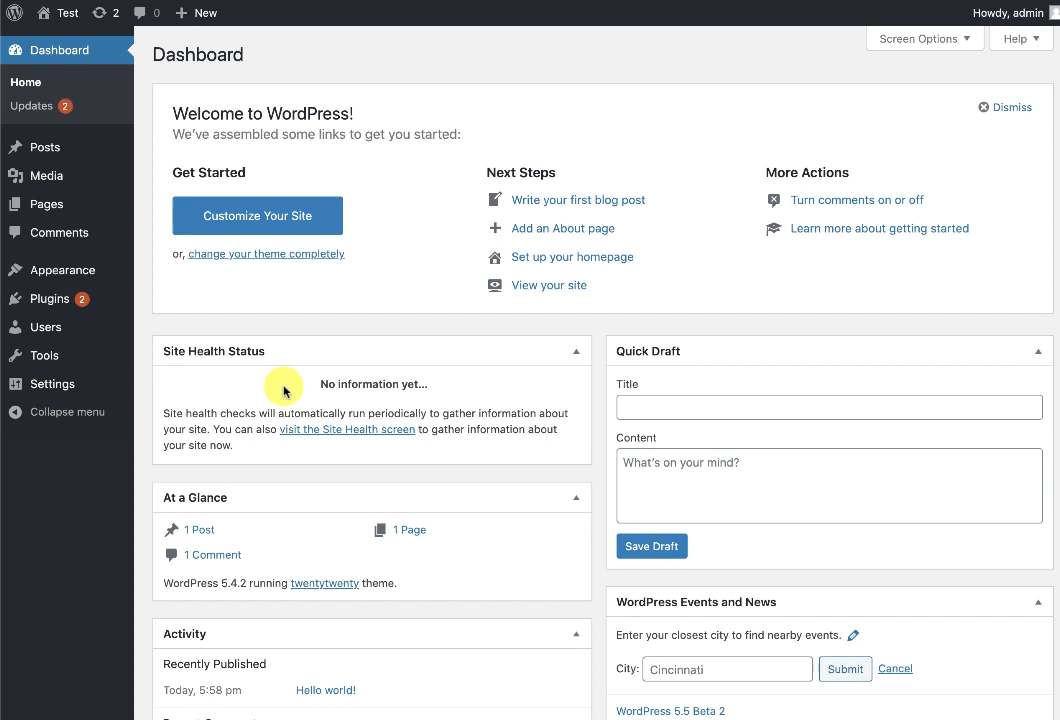 Test 2 0 New Howdy, admin
Dashboard
Home
Updates 2
Posts
Media
Pages
Comments
Appearance
Plugins 2
Users
Tools
Settings
Collapse menu
Screen Options Help
Dashboard
Welcome to WordPress!
Dismiss
We've assembled some links to get you started:
Get Started
Customize Your Site
or, change your theme completely
Next Steps
Write your first blog post
Add an About page
Set up your homepage
View your site
More Actions
Turn comments on or off
Learn more about getting started
Site Health Status
No information yet...
Site health checks will automatically run periodically to gather information about
your site. You can also visit the Site Health screen to gather information about
your site now.
At a Glance
1 Post 1 Page
1 Comment
WordPress 5.4.2 running twentytwenty theme.
Activity
Recently Published
Today, 5:58 pm Hello world!
Quick Draft
Title
Content
What's on your mind?
Save Draft
WordPress Events and News
Enter your closest city to find nearby events.
City: Cincinnati Submit Cancel
WordPress 5.5 Beta 2